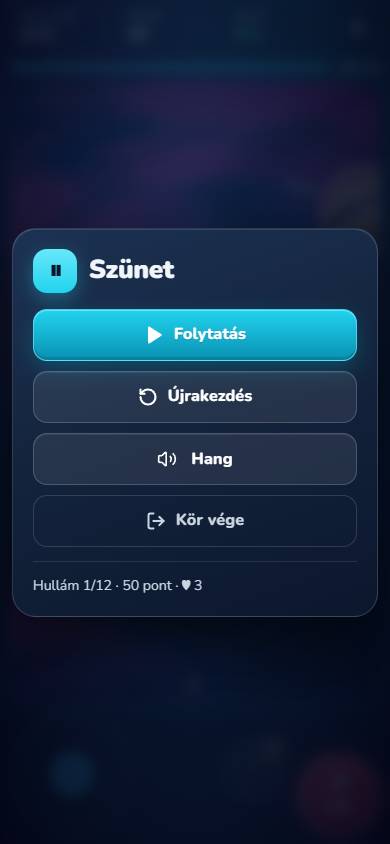 Szünet
Folytatás
Újrakezdés
Hang
Kör vége
Hullám 1/12 · 50 pont · ♥ 3